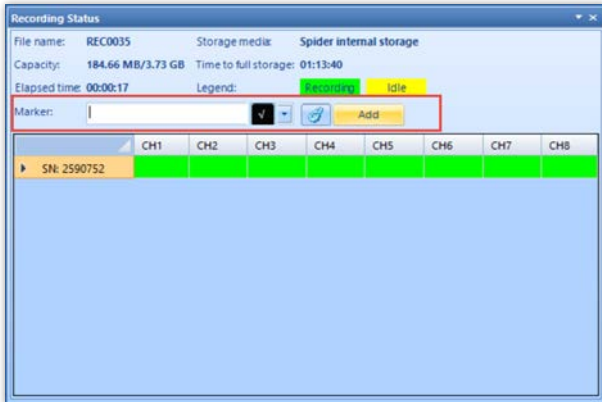 Recording Status
File name: REC0035 Storage media: Spider internal storage
Capacity: 184.66 MB/3.73 GB Time to full storage: 01:13:40
Elapsed time: 00:00:17 Legend: Recording Idle
Marker: √ Add
CH1 CH2 CH3 CH4 CH5 CH6 CH7 CH8
SN: 2590752